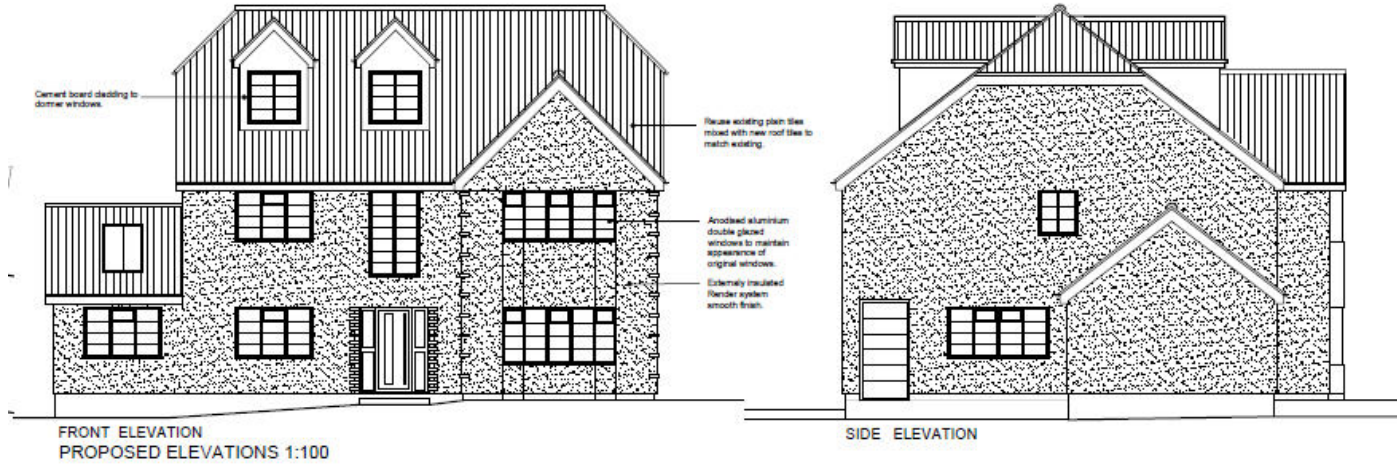 Cement board cladding to
dormer windows.
Reuse existing plain tiles
mixed with new roof tiles to
match existing.
Anodised aluminium
double glazed
windows to maintain
appearance of
original windows.
Externaly insulated
Render system
smooth finish.
FRONT ELEVATION
PROPOSED ELEVATIONS 1:100
SIDE ELEVATION